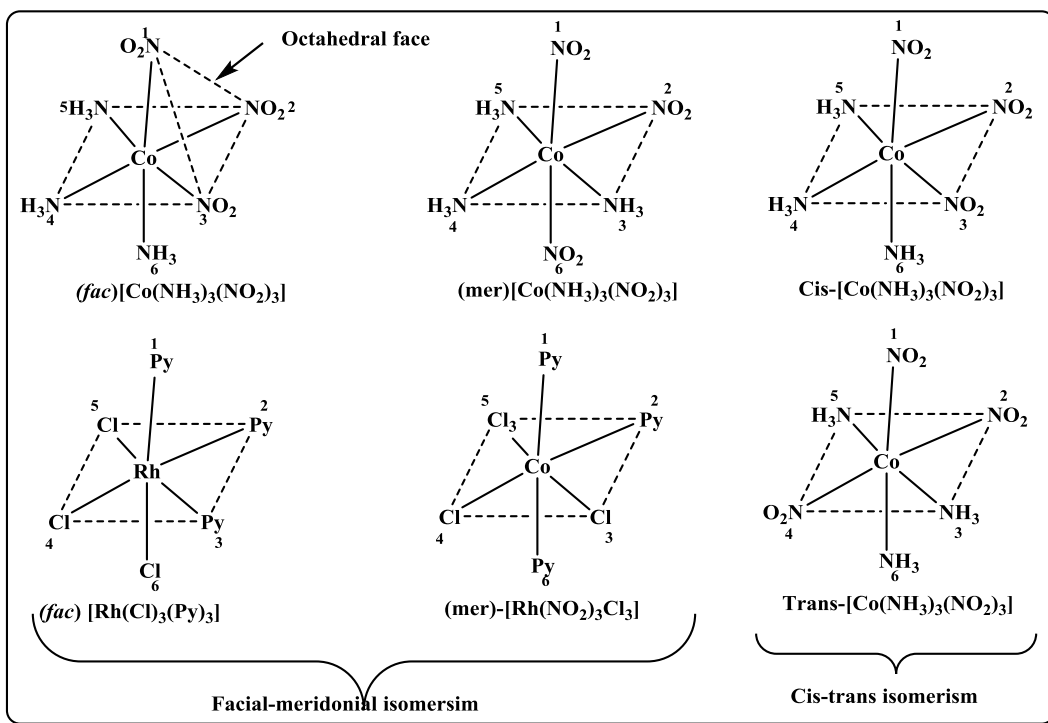 1
O₂N
Octahedral face
⁵H₃N
NO₂ ²
Co
H₃N
4
NO₂
3
NH₃
6
(fac)[Co(NH₃)₃(NO₂)₃]
1
NO₂
5
H₃N
2
NO₂
Co
H₃N
4
NH₃
3
NO₂
6
(mer)[Co(NH₃)₃(NO₂)₃]
1
NO₂
5
H₃N
2
NO₂
Co
H₃N
4
NO₂
3
NH₃
6
Cis-[Co(NH₃)₃(NO₂)₃]
1
Py
5
Cl
2
Py
Rh
Cl
4
Py
3
Cl
6
(fac) [Rh(Cl)₃(Py)₃]
1
Py
5
Cl₃
2
Py
Co
Cl
4
Cl
3
Py
6
(mer)-[Rh(NO₂)₃Cl₃]
1
NO₂
5
H₃N
2
NO₂
Co
O₂N
4
NH₃
3
NH₃
6
Trans-[Co(NH₃)₃(NO₂)₃]
Facial-meridonial isomersim
Cis-trans isomerism